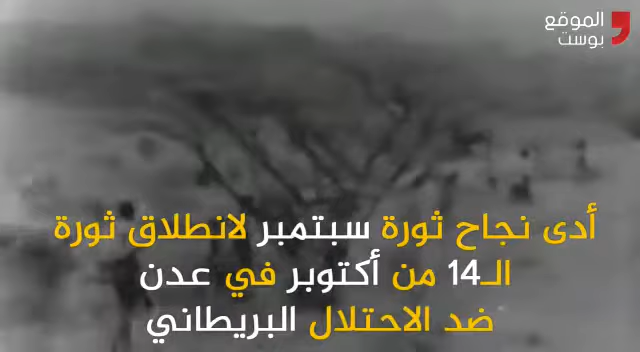 الموقع
بوست
أدى نجاح ثورة سبتمبر لانطلاق ثورة
الـ14 من أكتوبر في عدن
ضد الاحتلال البريطاني